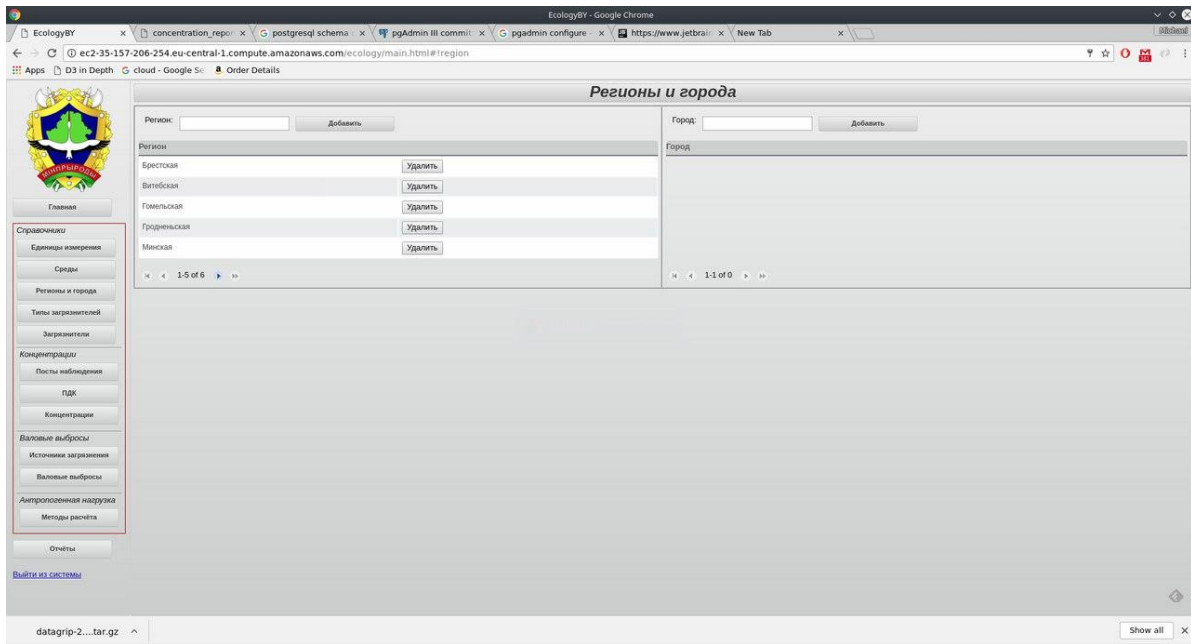 EcologyBY - Google Chrome
EcologyBY
concentration_repor
postgresql schema
pgAdmin III commit
pgadmin configure -
https://www.jetbrain
New Tab
Michael
ec2-35-157-206-254.eu-central-1.compute.amazonaws.com/ecology/main.html#!region
Apps
D3 in Depth
cloud - Google Se
Order Details
МІНПРЫРОДЫ
Главная
Справочники
Единицы измерения
Среды
Регионы и города
Типы загрязнителей
Загрязнители
Концентрации
Посты наблюдения
ПДК
Концентрации
Валовые выбросы
Источники загрязнения
Валовые выбросы
Антропогенная нагрузка
Методы расчёта
Отчёты
Выйти из системы
Регионы и города
Регион:
Добавить
Регион
Брестская
Удалить
Витебская
Удалить
Гомельская
Удалить
Гродненьская
Удалить
Минская
Удалить
1-5 of 6
Город:
Добавить
Город
1-1 of 0
datagrip-2....tar.gz
Show all